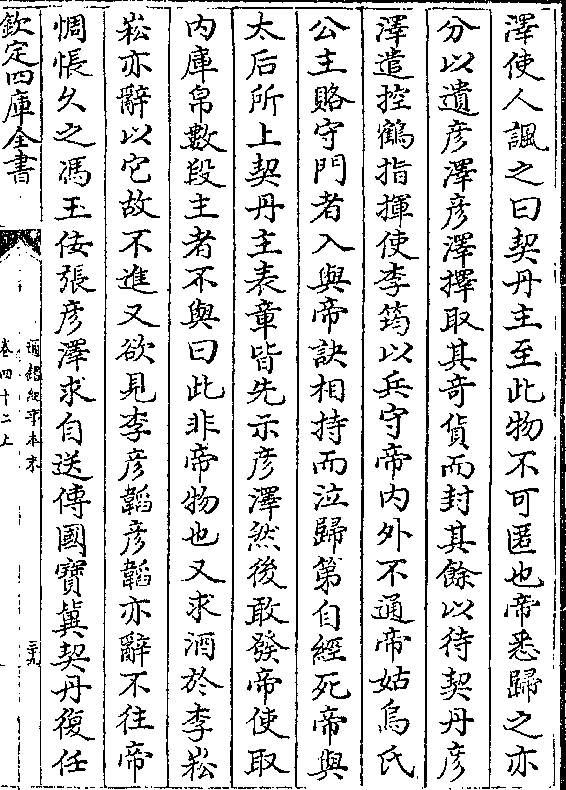 澤使人諷之曰契丹主至此物不可匿也帝悉歸之亦
分以遺彦澤彦澤擇取其竒貨而封其餘以待契丹彦
澤遣控鶴指揮使李筠以兵守帝内外不通帝姑烏氏
公主賂守門者入與帝訣相持而泣歸第自經死帝與
太后所上契丹主表章皆先示彦澤然後敢發帝使取
内庫帛數段主者不與曰此非帝物也又求酒於李崧
崧亦辭以它故不進又欲見李彦韜彦韜亦辭不往帝
惆悵久之馮玉佞張彦澤求自送傳國寶冀契丹復任
欽定四庫全書
通鑑紀事本末
卷四十二上
三九